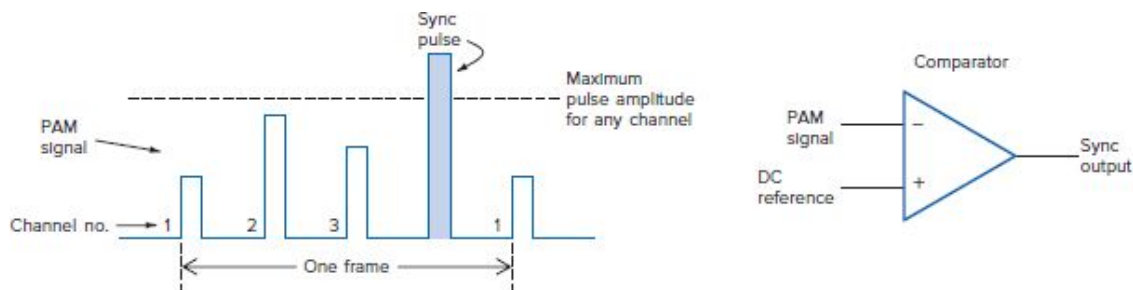 Sync
pulse
Maximum
pulse amplitude
for any channel
PAM
signal
Channel no.
1
2
3
1
One frame
Comparator
PAM
signal
−
DC
reference
+
Sync
output